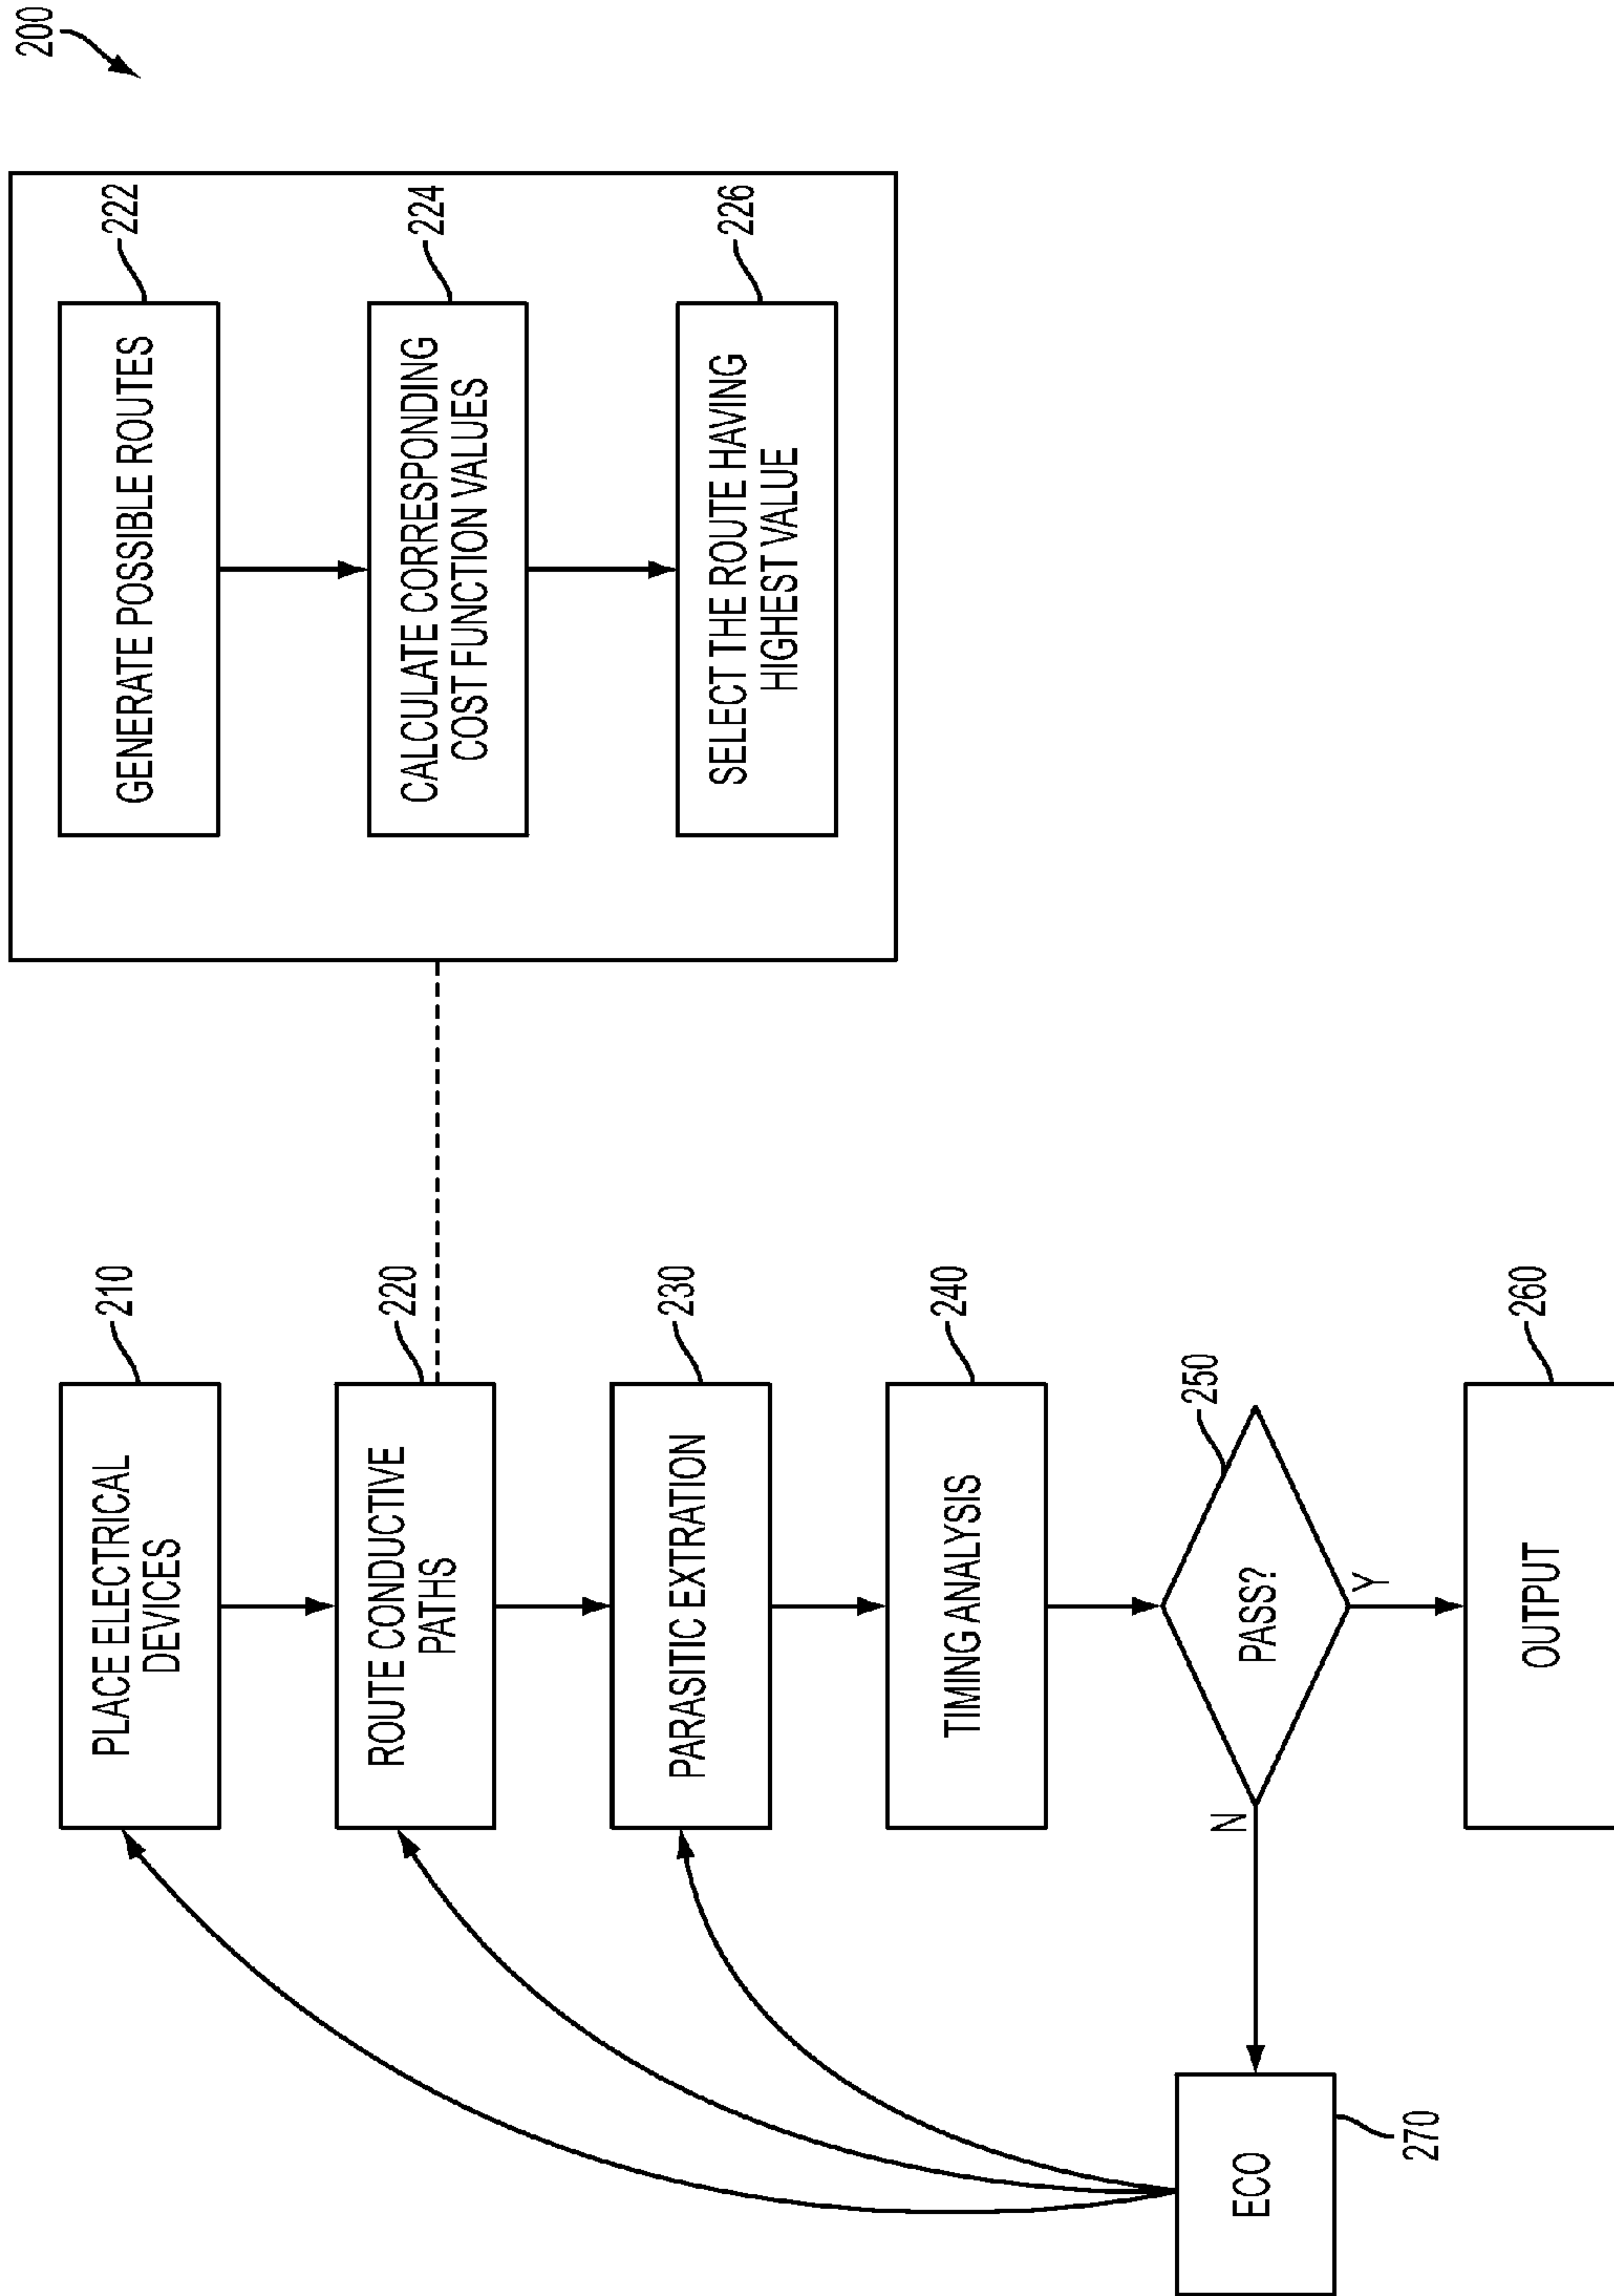 200
210
PLACE ELECTRICAL
DEVICES
220
ROUTE CONDUCTIVE
PATHS
230
PARASITIC EXTRATION
240
TIMING ANALYSIS
250
PASS?
N
Y
260
OUTPUT
ECO
270
222
GENERATE POSSIBLE ROUTES
224
CALCULATE CORRESPONDING
COST FUNCTION VALUES
226
SELECT THE ROUTE HAVING
HIGHEST VALUE